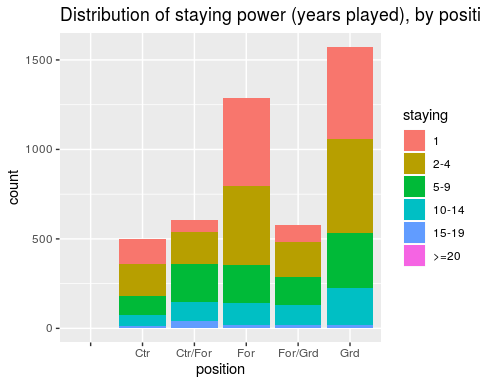 Distribution of staying power (years played), by positi
1500
1000
500
0
count
Ctr
Ctr/For
For
For/Grd
Grd
position
staying
1
2-4
5-9
10-14
15-19
>=20